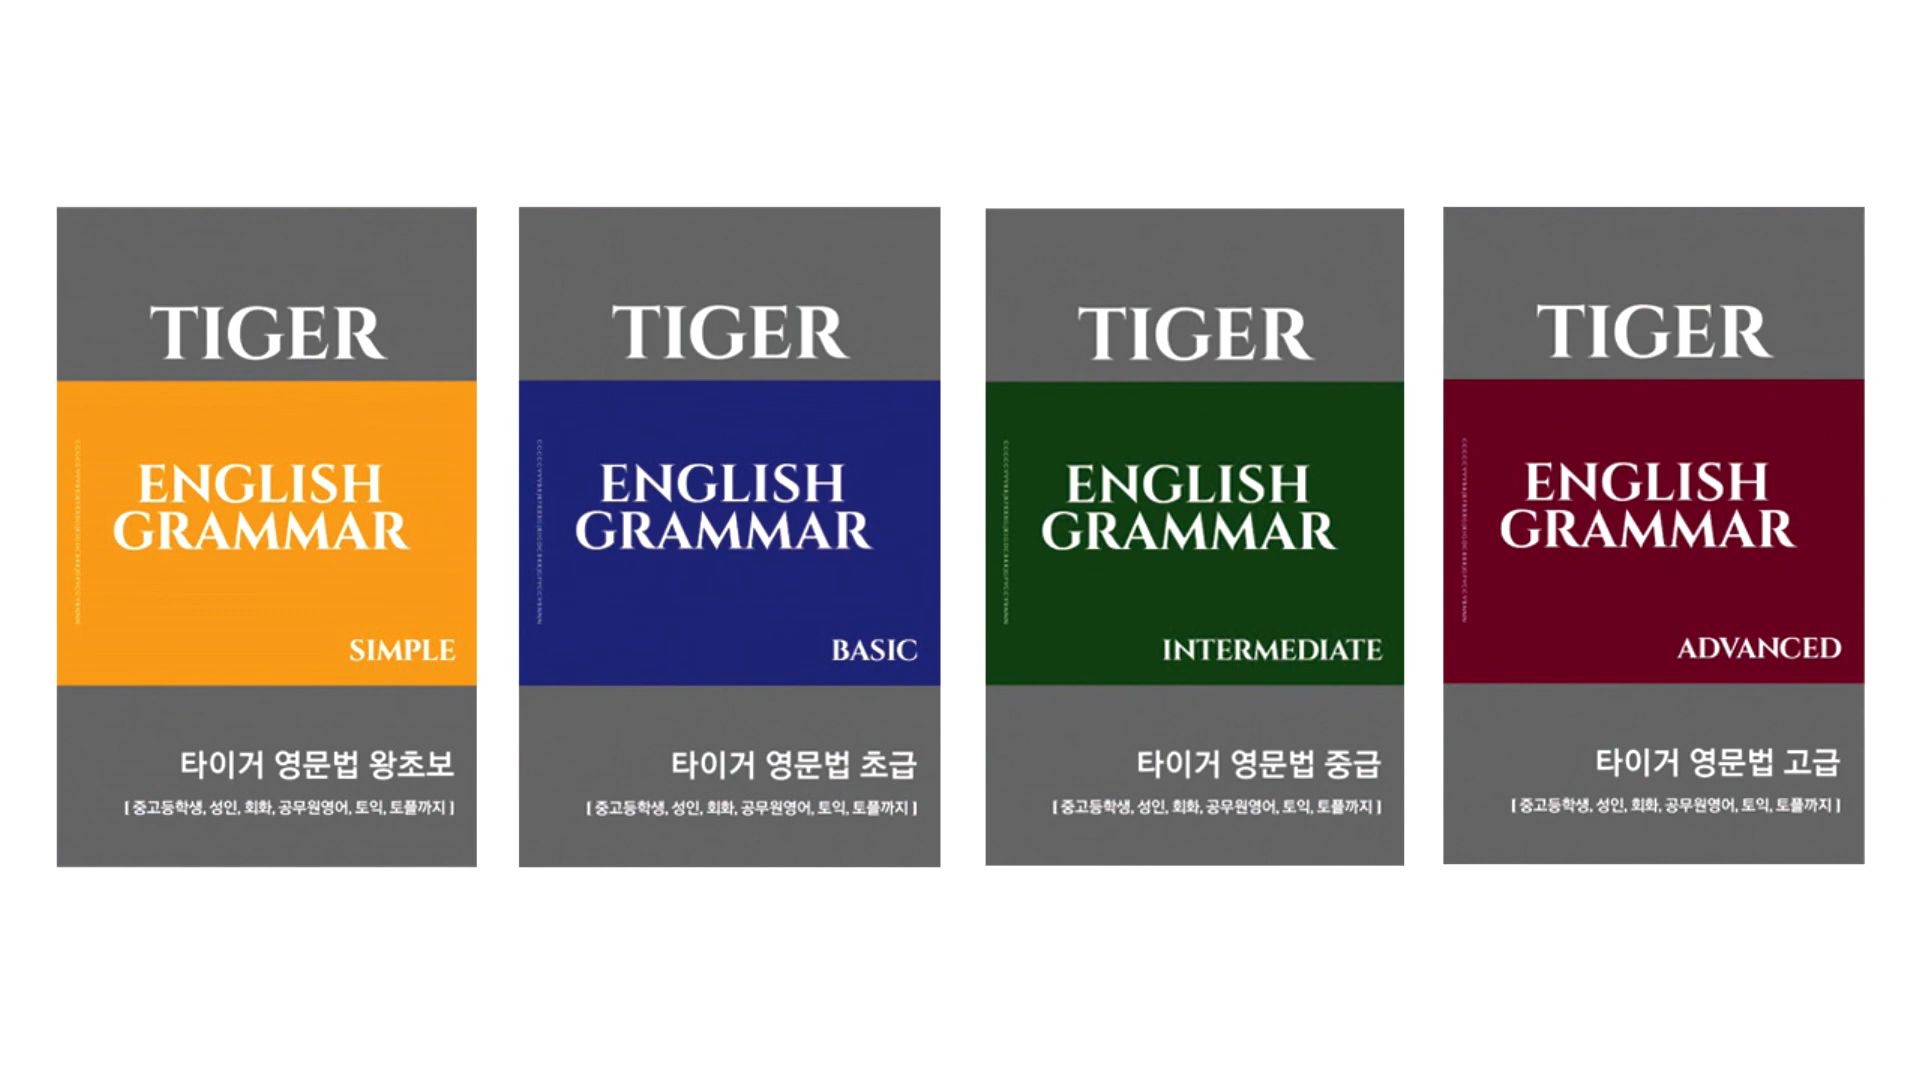 TIGER
ENGLISH
GRAMMAR
SIMPLE
타이거 영문법 왕초보
[ 중고등학생, 성인, 회화, 공무원영어, 토익, 토플까지 ]
TIGER
ENGLISH
GRAMMAR
BASIC
타이거 영문법 초급
[ 중고등학생, 성인, 회화, 공무원영어, 토익, 토플까지 ]
TIGER
ENGLISH
GRAMMAR
INTERMEDIATE
타이거 영문법 중급
[ 중고등학생, 성인, 회화, 공무원영어, 토익, 토플까지 ]
TIGER
ENGLISH
GRAMMAR
ADVANCED
타이거 영문법 고급
[ 중고등학생, 성인, 회화, 공무원영어, 토익, 토플까지 ]